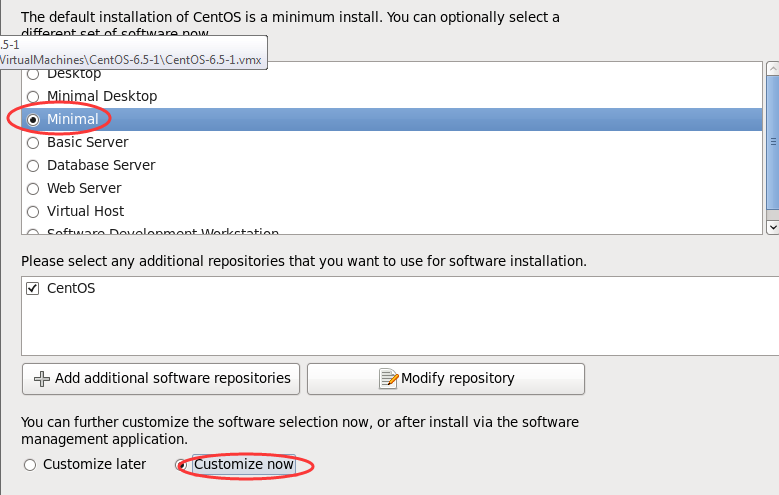 The default installation of CentOS is a minimum install. You can optionally select a
different set of software now.
.5-1
VirtualMachines\CentOS-6.5-1\CentOS-6.5-1.vmx
Desktop
Minimal Desktop
Minimal
Basic Server
Database Server
Web Server
Virtual Host
Software Development Workstation
Please select any additional repositories that you want to use for software installation.
CentOS
Add additional software repositories
Modify repository
You can further customize the software selection now, or after install via the software
management application.
Customize later
Customize now